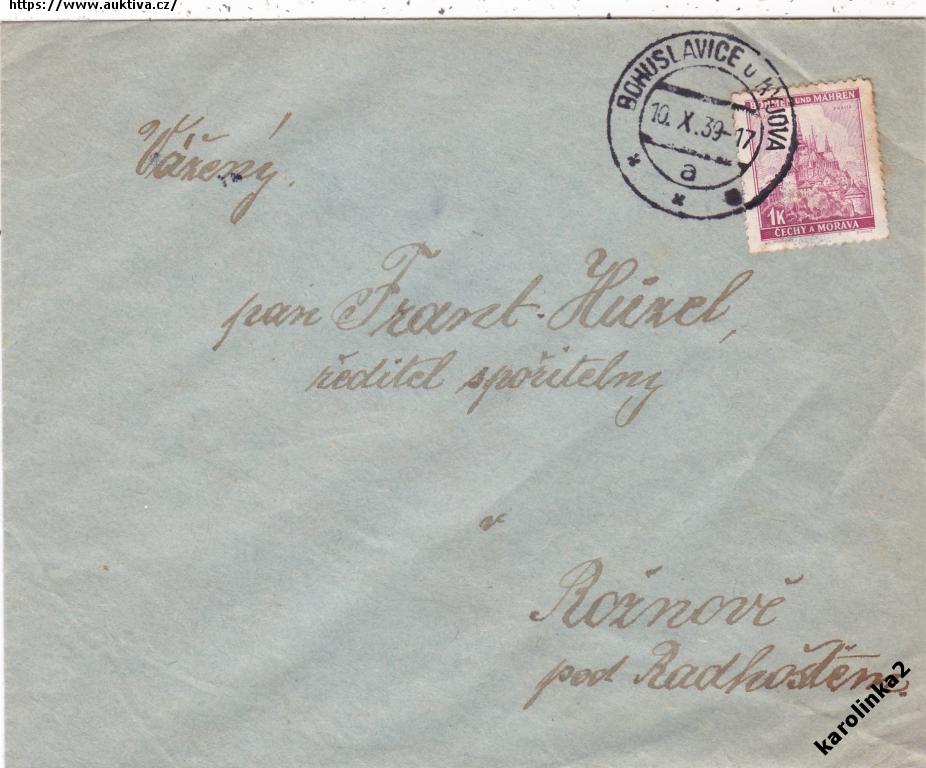 https://www.auktiva.cz/
BOHUSLAVICE u KYJOVA
10. X. 39-17
a
BÖHMEN UND MÄHREN
1K
ČECHY A MORAVA
Vážený
pan Frant. Húzel,
ředitel spořitelny
v
Rožnově
pod Radhoštěm.
karolinka2